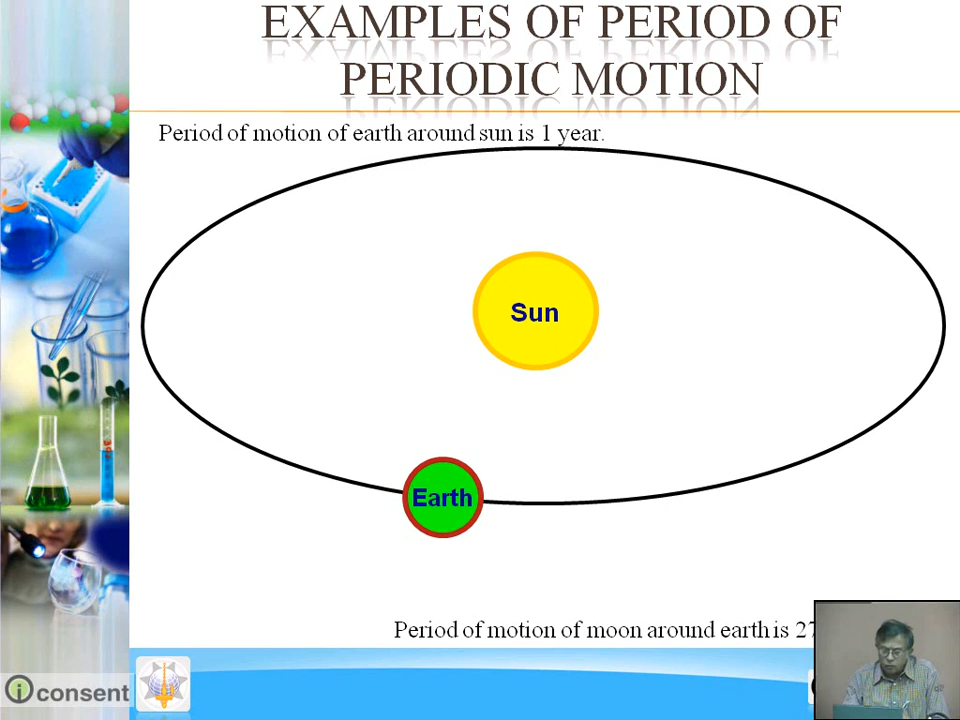 EXAMPLES OF PERIOD OF
PERIODIC MOTION
Period of motion of earth around sun is 1 year.
Sun
Earth
Period of motion of moon around earth is 27
i consent